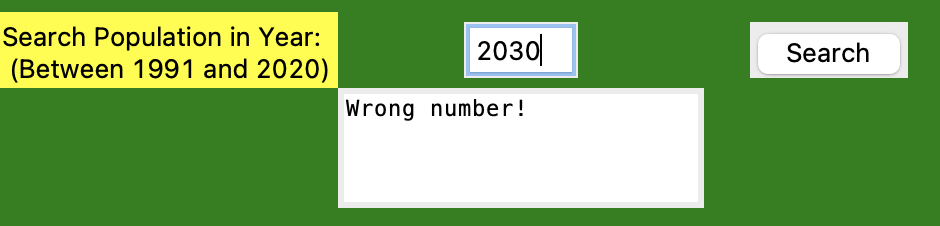 Search Population in Year:
(Between 1991 and 2020)
2030
Search
Wrong number!